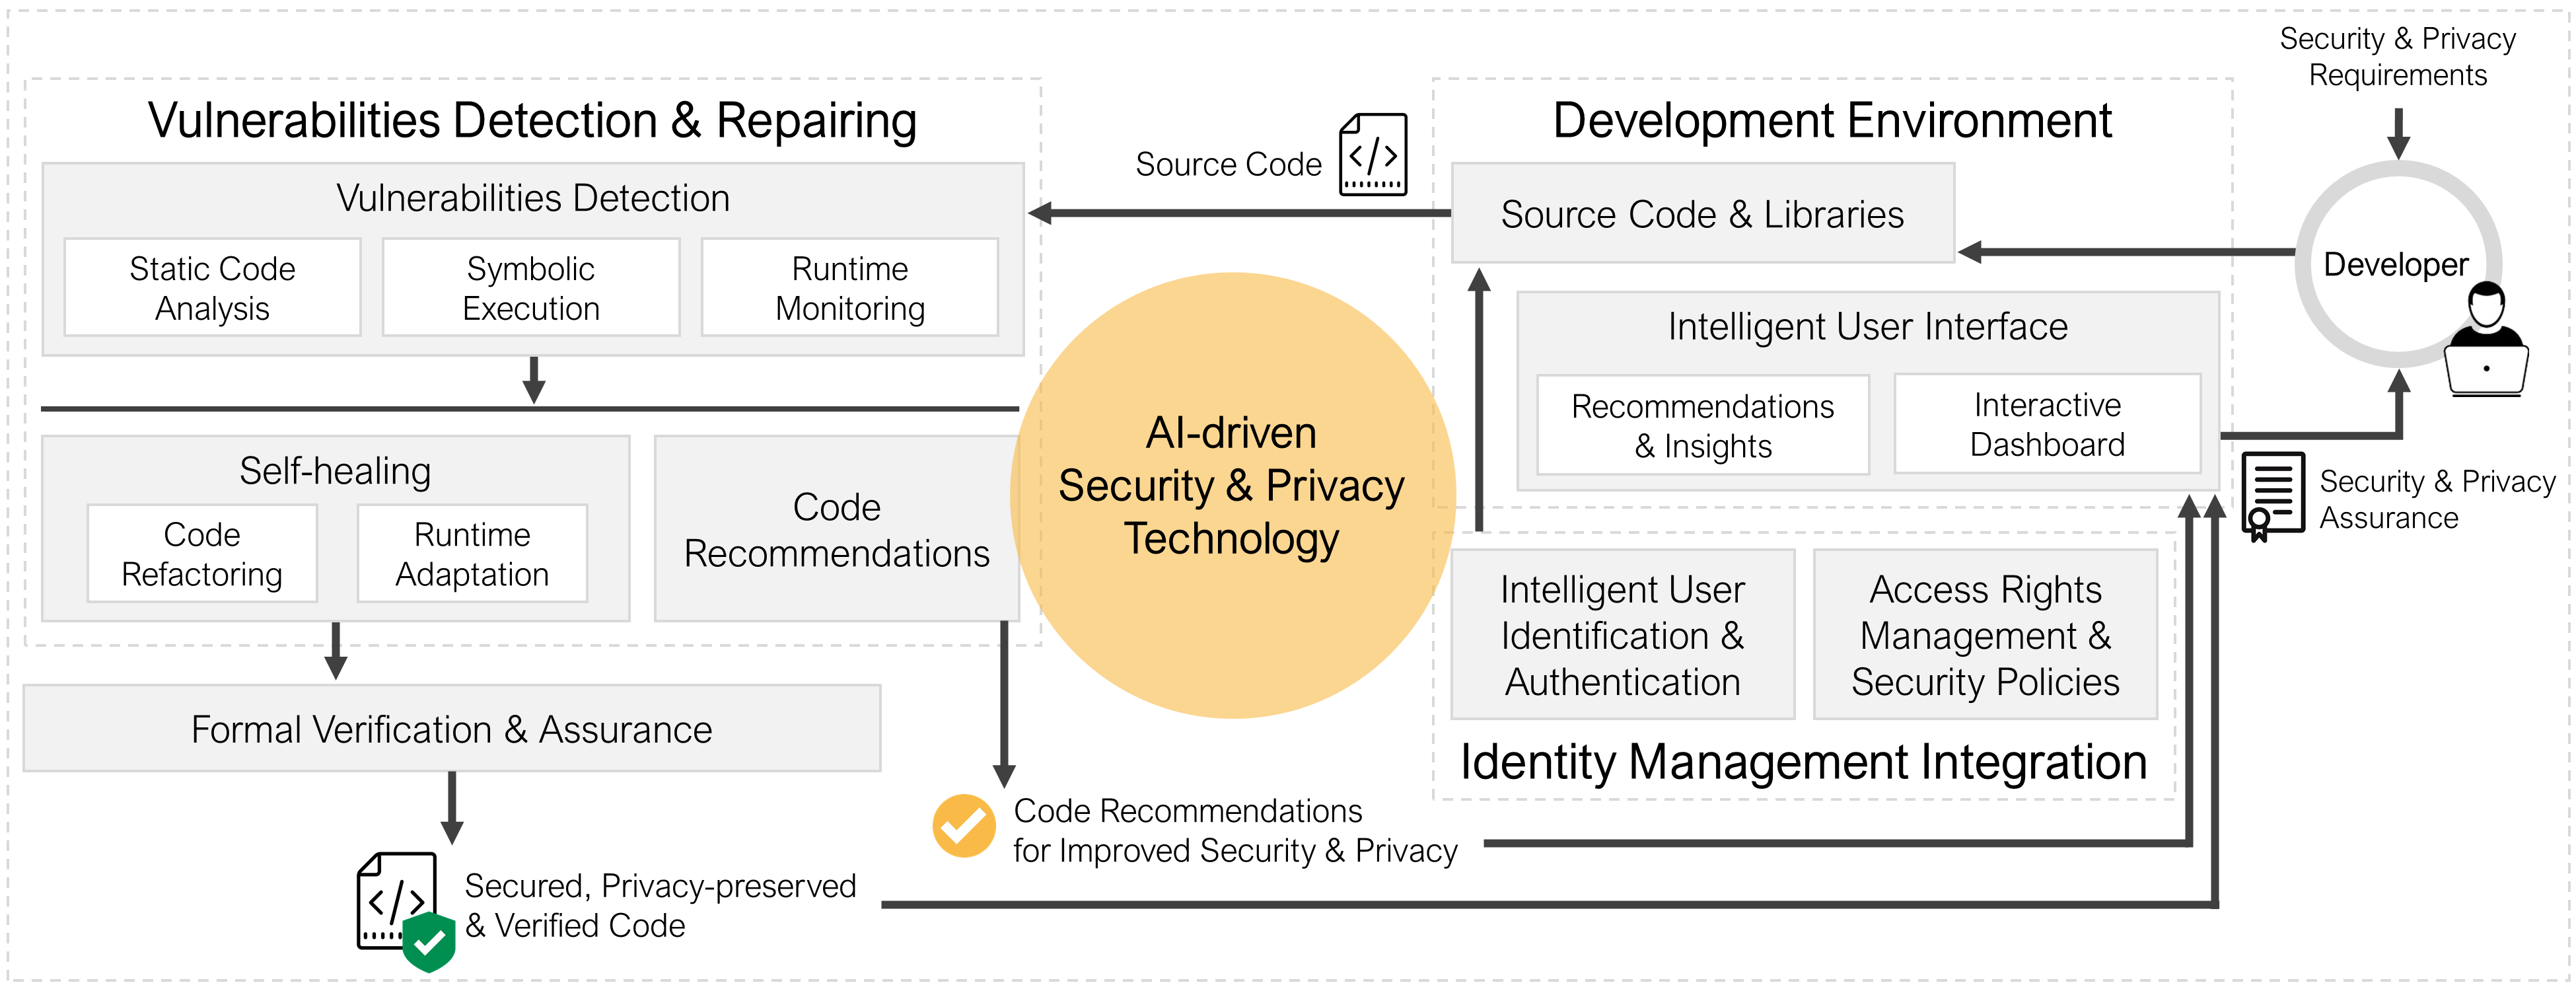 Vulnerabilities Detection & Repairing
Vulnerabilities Detection
Static Code
Analysis
Symbolic
Execution
Runtime
Monitoring
Self-healing
Code
Refactoring
Runtime
Adaptation
Code
Recommendations
Formal Verification & Assurance
Secured, Privacy-preserved
& Verified Code
Code Recommendations
for Improved Security & Privacy
AI-driven
Security & Privacy
Technology
Source Code
Development Environment
Source Code & Libraries
Intelligent User Interface
Recommendations
& Insights
Interactive
Dashboard
Intelligent User
Identification &
Authentication
Access Rights
Management &
Security Policies
Identity Management Integration
Security & Privacy
Requirements
Developer
Security & Privacy
Assurance